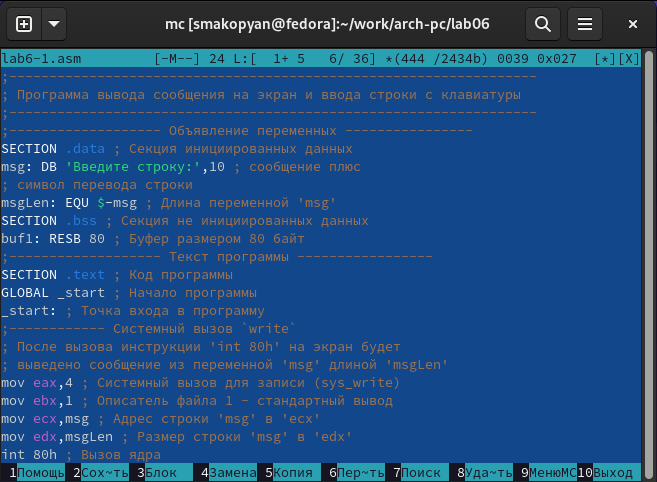 mc [smakopyan@fedora]:~/work/arch-pc/lab06
lab6-1.asm [-M--] 24 L:[ 1+ 5 6/ 36] *(444 /2434b) 0039 0x027 [*][X]
;------------------------------------------------------------------
; Программа вывода сообщения на экран и ввода строки с клавиатуры
;------------------------------------------------------------------
;------------------- Объявление переменных ----------------
SECTION .data ; Секция инициированных данных
msg: DB 'Введите строку:',10 ; сообщение плюс
; символ перевода строки
msgLen: EQU $-msg ; Длина переменной 'msg'
SECTION .bss ; Секция не инициированных данных
buf1: RESB 80 ; Буфер размером 80 байт
;------------------- Текст программы -----------------
SECTION .text ; Код программы
GLOBAL _start ; Начало программы
_start: ; Точка входа в программу
;------------ Системный вызов `write`
; После вызова инструкции 'int 80h' на экран будет
; выведено сообщение из переменной 'msg' длиной 'msgLen'
mov eax,4 ; Системный вызов для записи (sys_write)
mov ebx,1 ; Описатель файла 1 - стандартный вывод
mov ecx,msg ; Адрес строки 'msg' в 'ecx'
mov edx,msgLen ; Размер строки 'msg' в 'edx'
int 80h ; Вызов ядра
1Помощь 2Сох~ть 3Блок 4Замена 5Копия 6Пер~ть 7Поиск 8Уда~ть 9МенюMC 10Выход